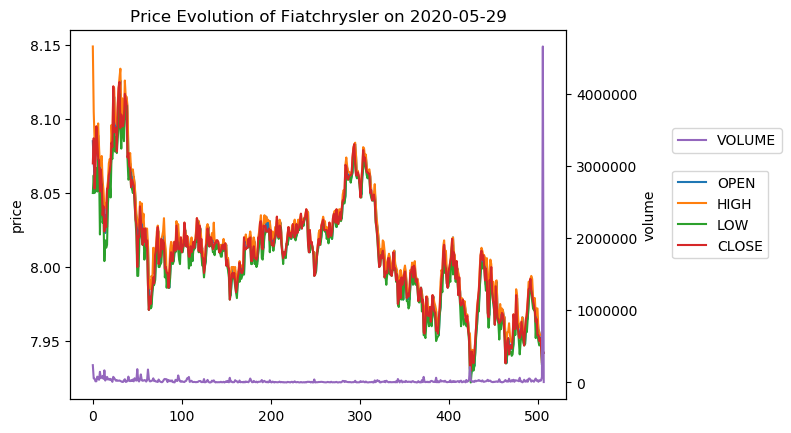 Price Evolution of Fiatchrysler on 2020-05-29
8.15
8.10
8.05
8.00
7.95
price
0
100
200
300
400
500
4000000
3000000
2000000
1000000
0
volume
VOLUME
OPEN
HIGH
LOW
CLOSE